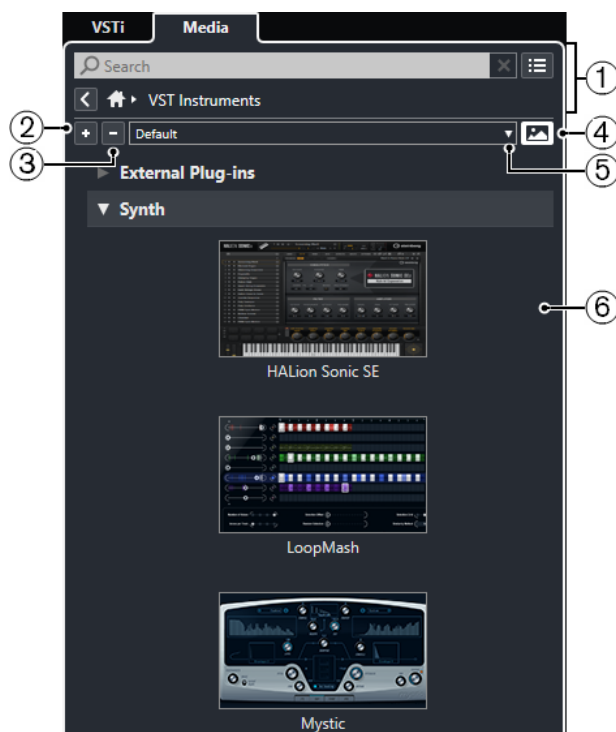 VSTi Media
Search
VST Instruments
Default
External Plug-ins
Synth
HALion Sonic SE
LoopMash
Mystic
1
2
3
4
5
6